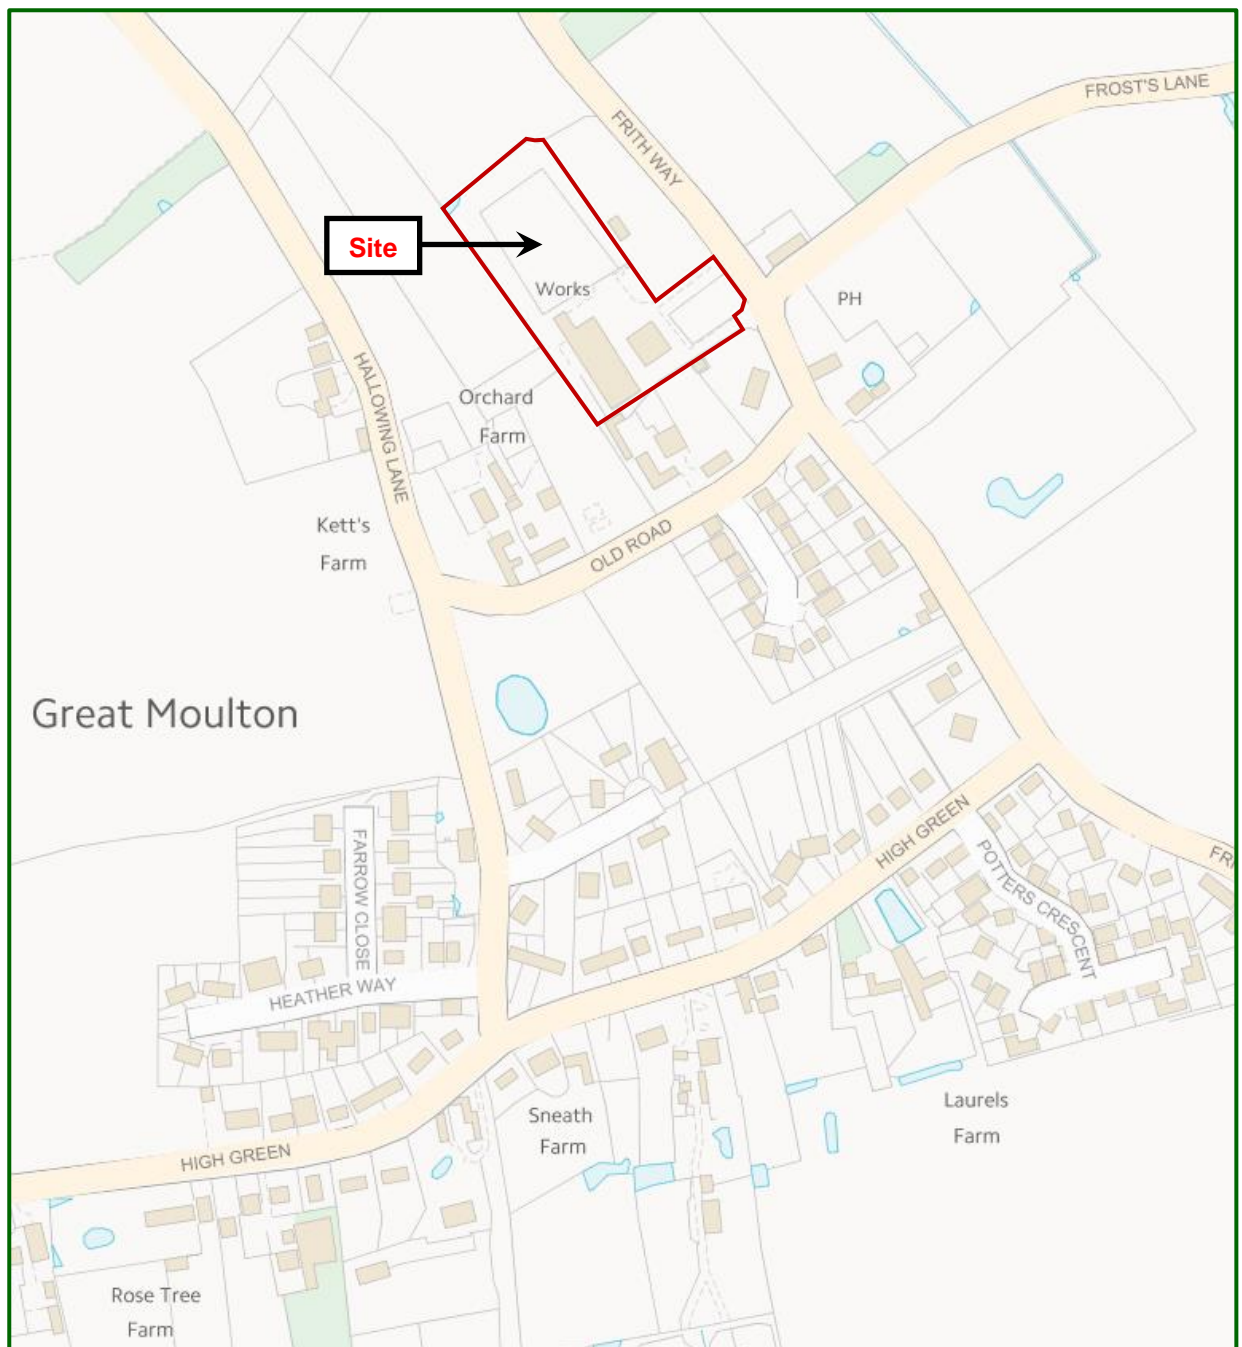 FROST'S LANE
FRITH WAY
Site
Works
PH
HALLOWING LANE
Orchard
Farm
Kett's
Farm
OLD ROAD
Great Moulton
HIGH GREEN
FARROW CLOSE
POTTERS CRESCENT
HEATHER WAY
Sneath
Farm
Laurels
Farm
HIGH GREEN
Rose Tree
Farm